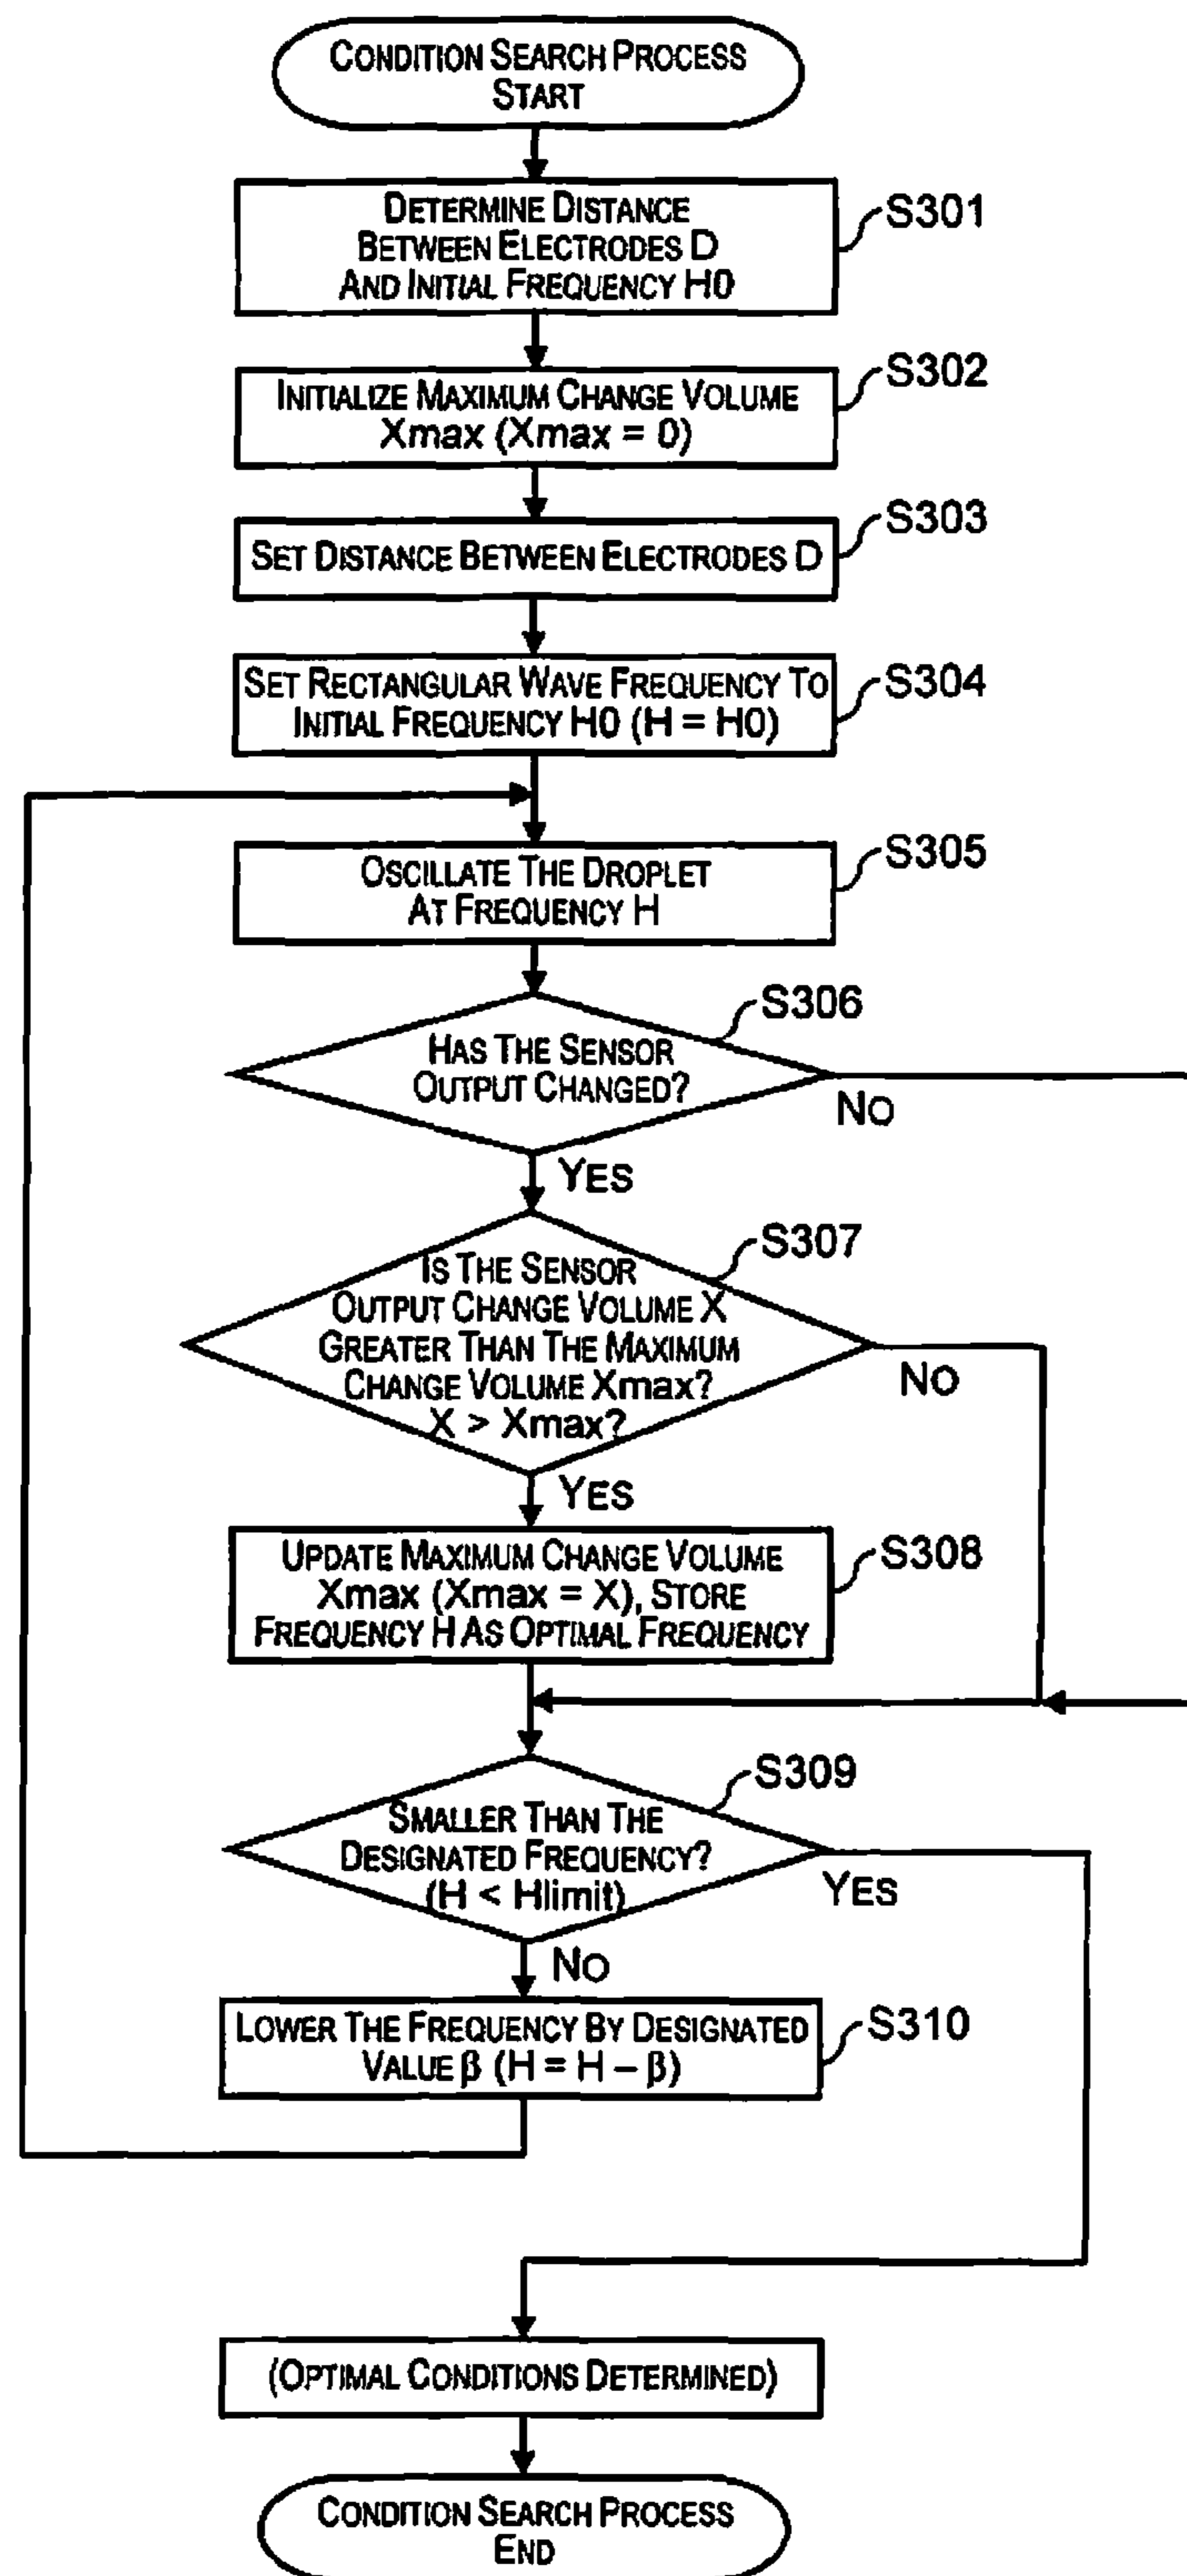 CONDITION SEARCH PROCESS
START
DETERMINE DISTANCE
BETWEEN ELECTRODES D
AND INITIAL FREQUENCY H0
S301
INITIALIZE MAXIMUM CHANGE VOLUME
Xmax (Xmax = 0)
S302
SET DISTANCE BETWEEN ELECTRODES D
S303
SET RECTANGULAR WAVE FREQUENCY TO
INITIAL FREQUENCY H0 (H = H0)
S304
OSCILLATE THE DROPLET
AT FREQUENCY H
S305
HAS THE SENSOR
OUTPUT CHANGED?
S306
NO
YES
IS THE SENSOR
OUTPUT CHANGE VOLUME X
GREATER THAN THE MAXIMUM
CHANGE VOLUME Xmax?
X > Xmax?
S307
NO
YES
UPDATE MAXIMUM CHANGE VOLUME
Xmax (Xmax = X), STORE
FREQUENCY H AS OPTIMAL FREQUENCY
S308
SMALLER THAN THE
DESIGNATED FREQUENCY?
(H < Hlimit)
S309
YES
NO
LOWER THE FREQUENCY BY DESIGNATED
VALUE β (H = H – β)
S310
(OPTIMAL CONDITIONS DETERMINED)
CONDITION SEARCH PROCESS
END